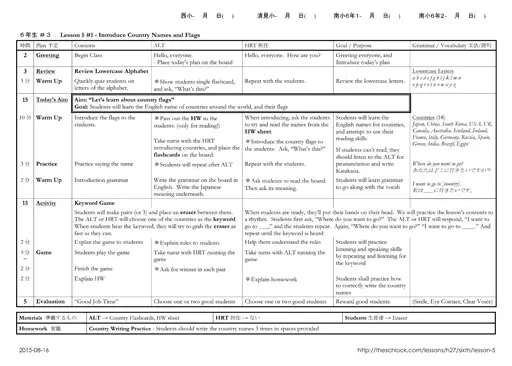 西小- 月 日( ) 清見小- 月 日( ) 南小6年1- 月 日( ) 南小6年2- 月 日( )
6年生 # 3 Lesson 5 #1 - Introduce Country Names and Flags
時間 Plan 予定 Contents ALT HRT 担任 Goal / Purpose Grammar / Vocabulary 文法/語句
2 Greeting Begin Class Hello, everyone. Hello, everyone. How are you? Greeting everyone, and
- Place today's plan on the board Introduce today's plan
3 Review Review Lowercase Alphabet Lowercase Letters
3 分 Warm Up Quickly quiz students on ※Show students single flashcard, Repeat with the students. Review the lowercase letters. a b c d e f g h i j k l m n
letters of the alphabet. and ask, "What's this?" o p q r s t u v w x y z
15 Today's Aim Aim: "Let's learn about country flags"
Goal: Students will learn the English names of countries around the world, and their flags
10 分 Warm Up Introduce the flags to the ※Pass out the HW to the When introducing, ask the students Students will learn the Countries (18)
students. students. (only for reading!) to try and read the names from the English names for countries, Japan, China, South Korea, USA, UK,
HW sheet and attempt to use their Canada, Australia, Scotland, Ireland,
Take turns with the HRT ※Introduce the country flags to reading skills. France, Italy, Germany, Russia, Spain,
introducing countries, and place the the students. Ask, "What's this?" If students can't read, they Greece, India, Brazil, Egypt
flashcards on the board. should listen to the ALT for
3 分 Practice Practice saying the name ※Students will repeat after ALT Repeat with the students. pronunciation and write Where do you want to go?
Katakana. あなたはどこに行きたいですか?
2 分 Warm Up Introduction grammar Write the grammar on the board in ※Ask students to read the board. Students will learn grammar
English. Write the Japanese Then ask its meaning. to go along with the vocab I want to go to (country).
meaning underneath. 私は___に行きたいです。
15 Activity Keyword Game
Students will make pairs (or 3) and place an eraser between them. When students are ready, they'll put their hands on their head. We will practice the lesson's contents to
The ALT or HRT will choose one of the countries as the keyword. a rhythm. Students first ask, "Where do you want to go?" The ALT or HRT will respond, "I want to
When students hear the keyword, they will try to grab the eraser as go to ___," and the students repeat. Again, "Where do you want to go?" "I want to go to ____." And
fast as they can. repeat until the keyword is heard
2 分 Explain the game to students ※Explain rules to students Help them understand the rules Students will practice
9 分 Game Students play the game Take turns with HRT running the Take turns with ALT running the listening and speaking skills
~ game game by repeating and listening for
2 分 Finish the game ※Ask for winner in each pair the keyword
2 分 Explain HW ※Explain homework Students shall practice how
to correctly write the country
names
5 Evaluation "Good Job Time" Choose one or two good students Choose one or two good students Reward good students. (Smile, Eye Contact, Clear Voice)
Materials 準備するもの ALT → Country Flashcards, HW sheet HRT 担任 → ない Students 生徒達 → Eraser
Homework 宿題 Country Writing Practice - Students should write the country names 3 times in spaces provided
2015-08-16 http://theschlock.com/lessons/h27/sixth/lesson-5